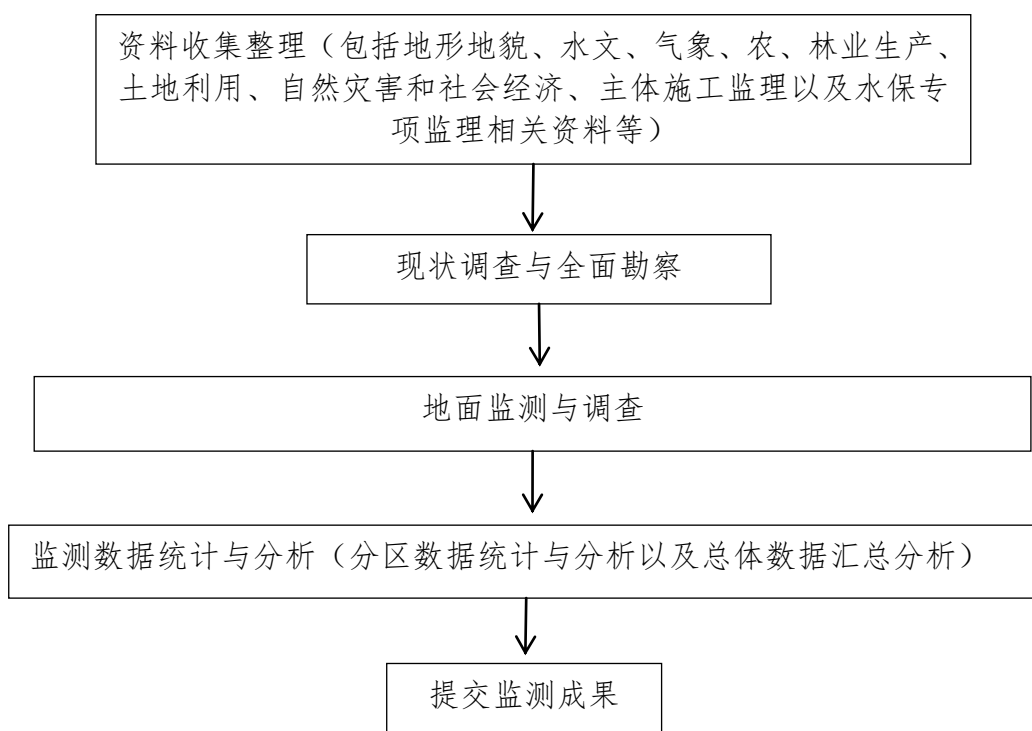 资料收集整理（包括地形地貌、水文、气象、农、林业生产、
土地利用、自然灾害和社会经济、主体施工监理以及水保专
项监理相关资料等）
现状调查与全面勘察
地面监测与调查
监测数据统计与分析（分区数据统计与分析以及总体数据汇总分析）
提交监测成果